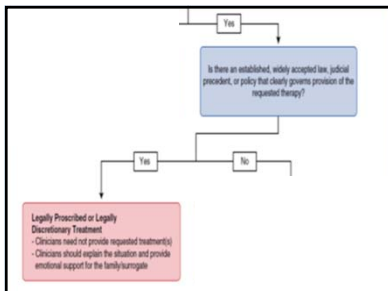 Yes
Is there an established, widely accepted law, judicial
precedent, or policy that clearly governs provision of the
requested therapy?
Yes
No
Legally Proscribed or Legally
Discretionary Treatment
- Clinicians need not provide requested treatment(s)
- Clinicians should explain the situation and provide
emotional support for the family/surrogate